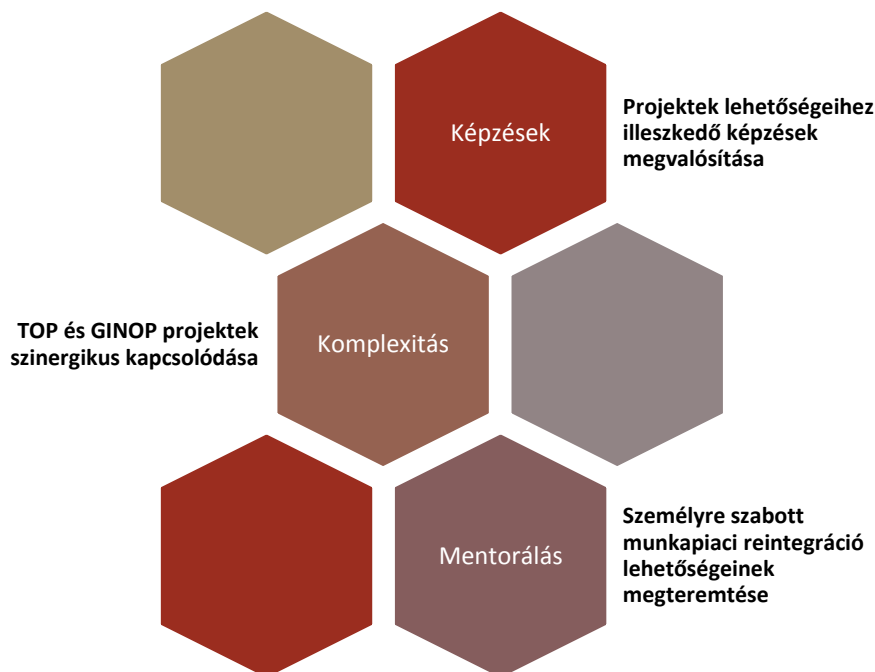 Képzések
Projektek lehetőségeihez
illeszkedő képzések
megvalósítása
TOP és GINOP projektek
szinergikus kapcsolódása
Komplexitás
Mentorálás
Személyre szabott
munkapiaci reintegráció
lehetőségeinek
megteremtése